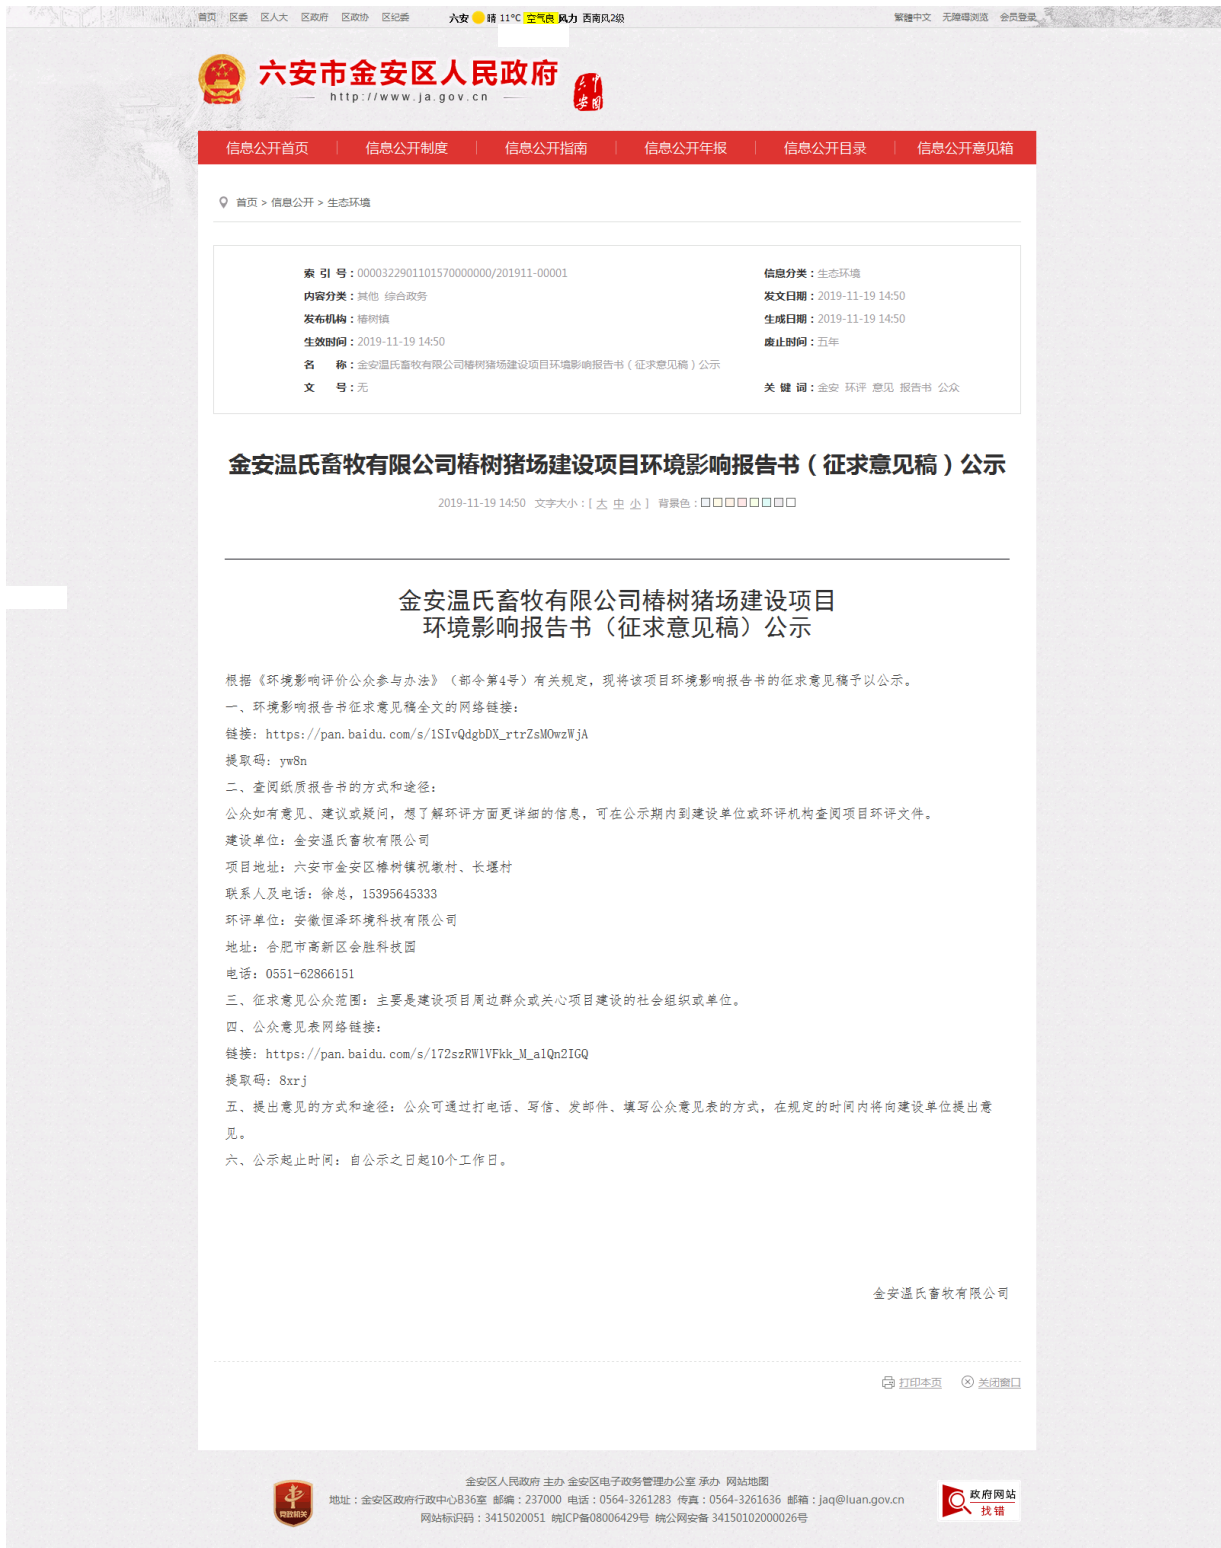 首页 区委 区人大 区政府 区政协 区纪委 六安 晴 11℃ 空气良 风力 西南风2级 繁體中文 无障碍浏览 会员登录
六安市金安区人民政府
http://www.ja.gov.cn
中国六安
信息公开首页 信息公开制度 信息公开指南 信息公开年报 信息公开目录 信息公开意见箱
首页 > 信息公开 > 生态环境
索 引 号：0000322901101570000000/201911-00001 信息分类：生态环境
内容分类：其他 综合政务 发文日期：2019-11-19 14:50
发布机构：椿树镇 生成日期：2019-11-19 14:50
生效时间：2019-11-19 14:50 废止时间：五年
名 称：金安温氏畜牧有限公司椿树猪场建设项目环境影响报告书（征求意见稿）公示
文 号：无 关 键 词：金安 环评 意见 报告书 公众
金安温氏畜牧有限公司椿树猪场建设项目环境影响报告书（征求意见稿）公示
2019-11-19 14:50 文字大小：[ 大 中 小 ] 背景色：
金安温氏畜牧有限公司椿树猪场建设项目
环境影响报告书（征求意见稿）公示
根据《环境影响评价公众参与办法》（部令第4号）有关规定，现将该项目环境影响报告书的征求意见稿予以公示。
一、环境影响报告书征求意见稿全文的网络链接：
链接：https://pan.baidu.com/s/1SIvQdgbDX_rtrZsMOwzWjA
提取码：yw8n
二、查阅纸质报告书的方式和途径：
公众如有意见、建议或疑问，想了解环评方面更详细的信息，可在公示期内到建设单位或环评机构查阅项目环评文件。
建设单位：金安温氏畜牧有限公司
项目地址：六安市金安区椿树镇祝墩村、长堰村
联系人及电话：徐总，15395645333
环评单位：安徽恒泽环境科技有限公司
地址：合肥市高新区会胜科技园
电话：0551-62866151
三、征求意见公众范围：主要是建设项目周边群众或关心项目建设的社会组织或单位。
四、公众意见表网络链接：
链接：https://pan.baidu.com/s/172szRWlVFkk_M_alQn2IGQ
提取码：8xrj
五、提出意见的方式和途径：公众可通过打电话、写信、发邮件、填写公众意见表的方式，在规定的时间内将向建设单位提出意
见。
六、公示起止时间：自公示之日起10个工作日。
金安温氏畜牧有限公司
打印本页 关闭窗口
金安区人民政府 主办 金安区电子政务管理办公室 承办 网站地图
地址：金安区政府行政中心B36室 邮编：237000 电话：0564-3261283 传真：0564-3261636 邮箱：jaq@luan.gov.cn
网站标识码：3415020051 皖ICP备08006429号 皖公网安备 34150102000026号
党政机关
政府网站
找错